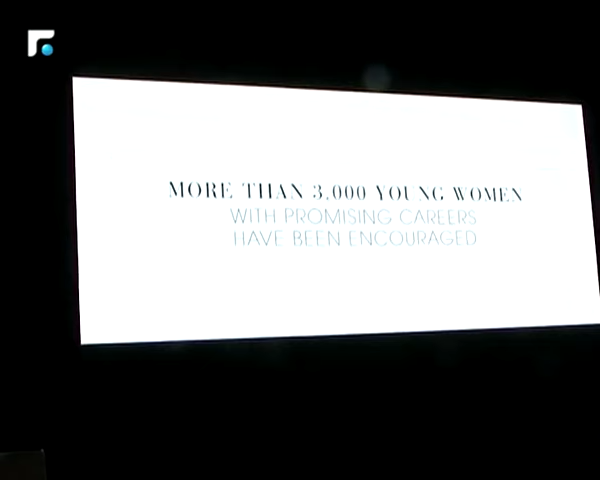 MORE THAN 3.000 YOUNG WOMEN
WITH PROMISING CAREERS
HAVE BEEN ENCOURAGED